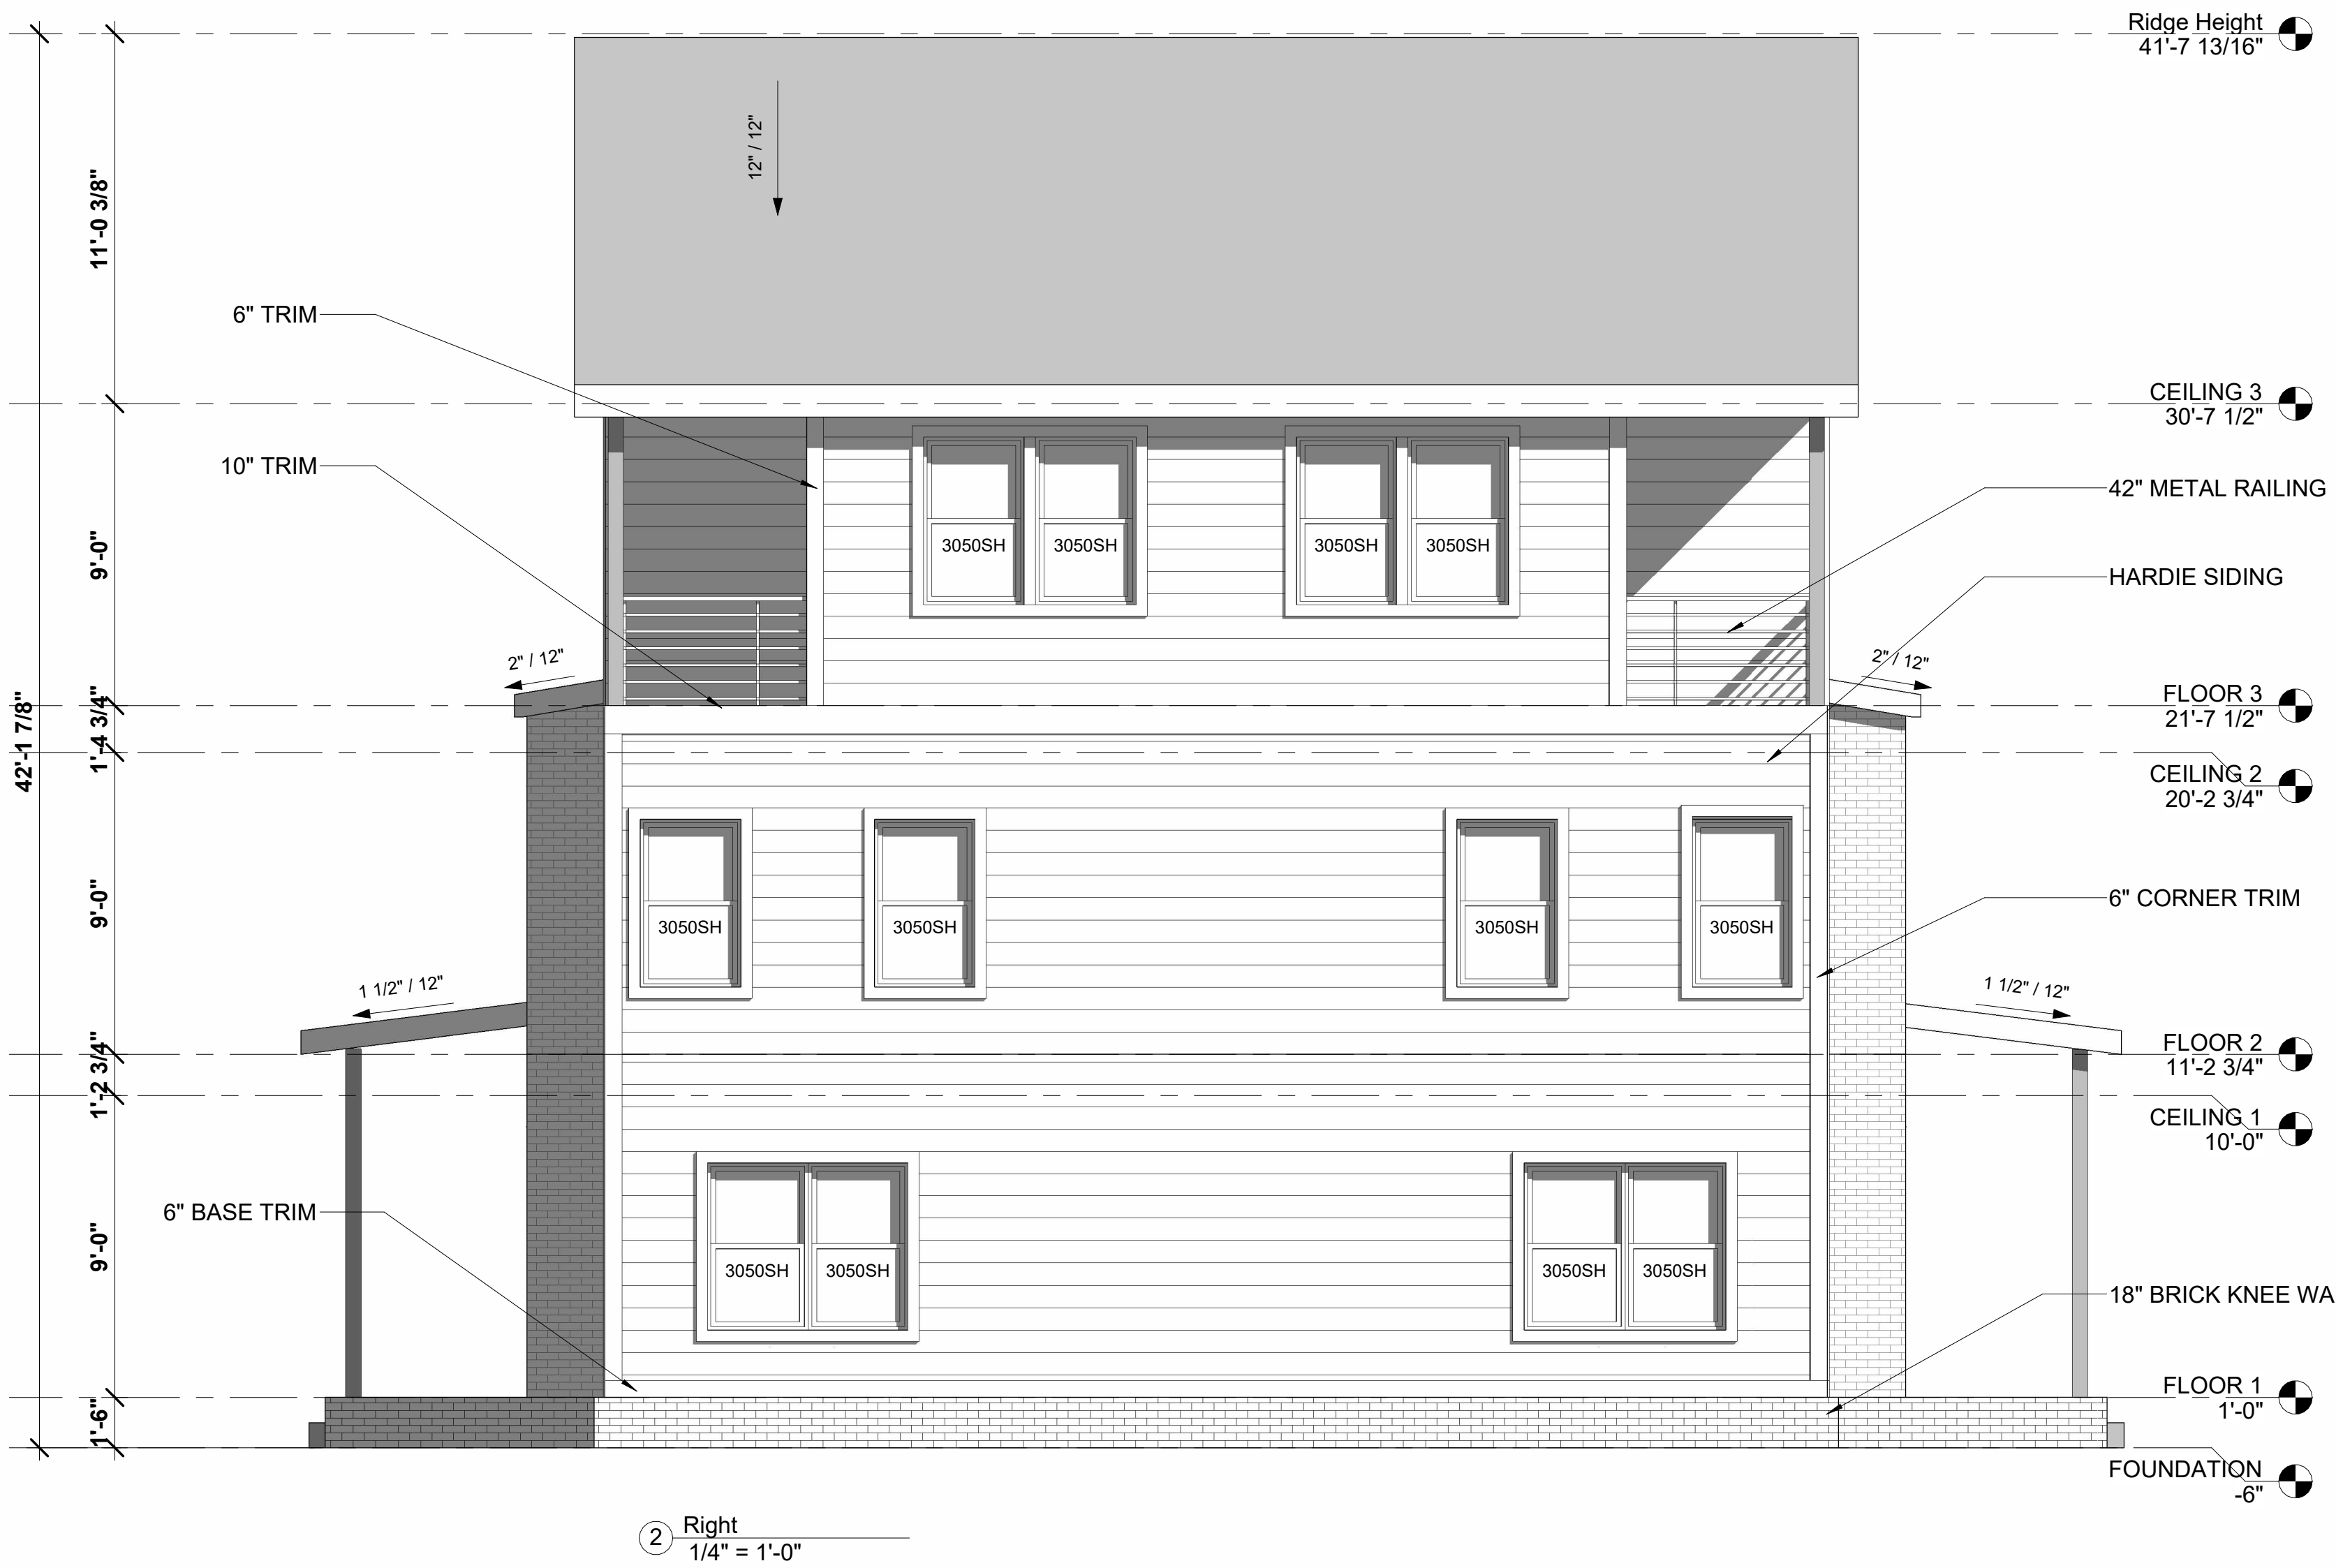 Ridge Height
41'-7 13/16"
12" / 12"
11'-0 3/8"
6" TRIM
CEILING 3
30'-7 1/2"
10" TRIM
42" METAL RAILING
3050SH
3050SH
3050SH
3050SH
9'-0"
HARDIE SIDING
2" / 12"
2" / 12"
FLOOR 3
21'-7 1/2"
42'-1 7/8"
1'-4 3/4"
CEILING 2
20'-2 3/4"
9'-0"
3050SH
3050SH
3050SH
3050SH
6" CORNER TRIM
1 1/2" / 12"
1 1/2" / 12"
FLOOR 2
11'-2 3/4"
1'-2 3/4"
CEILING 1
10'-0"
6" BASE TRIM
9'-0"
3050SH
3050SH
3050SH
3050SH
18" BRICK KNEE WA
FLOOR 1
1'-0"
1'-6"
FOUNDATION
-6"
2
Right
1/4" = 1'-0"